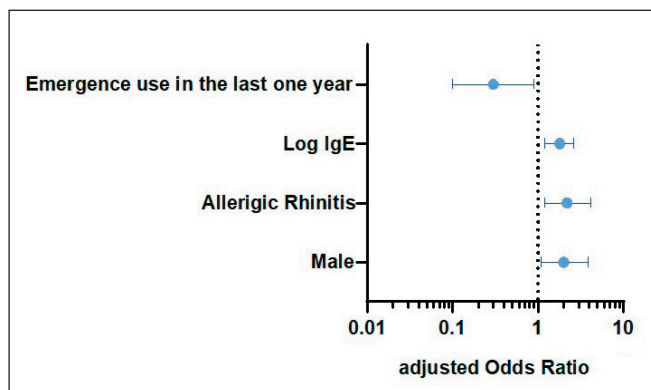 Emergence use in the last one year
Log IgE
Allerigic Rhinitis
Male
0.01 0.1 1 10
adjusted Odds Ratio